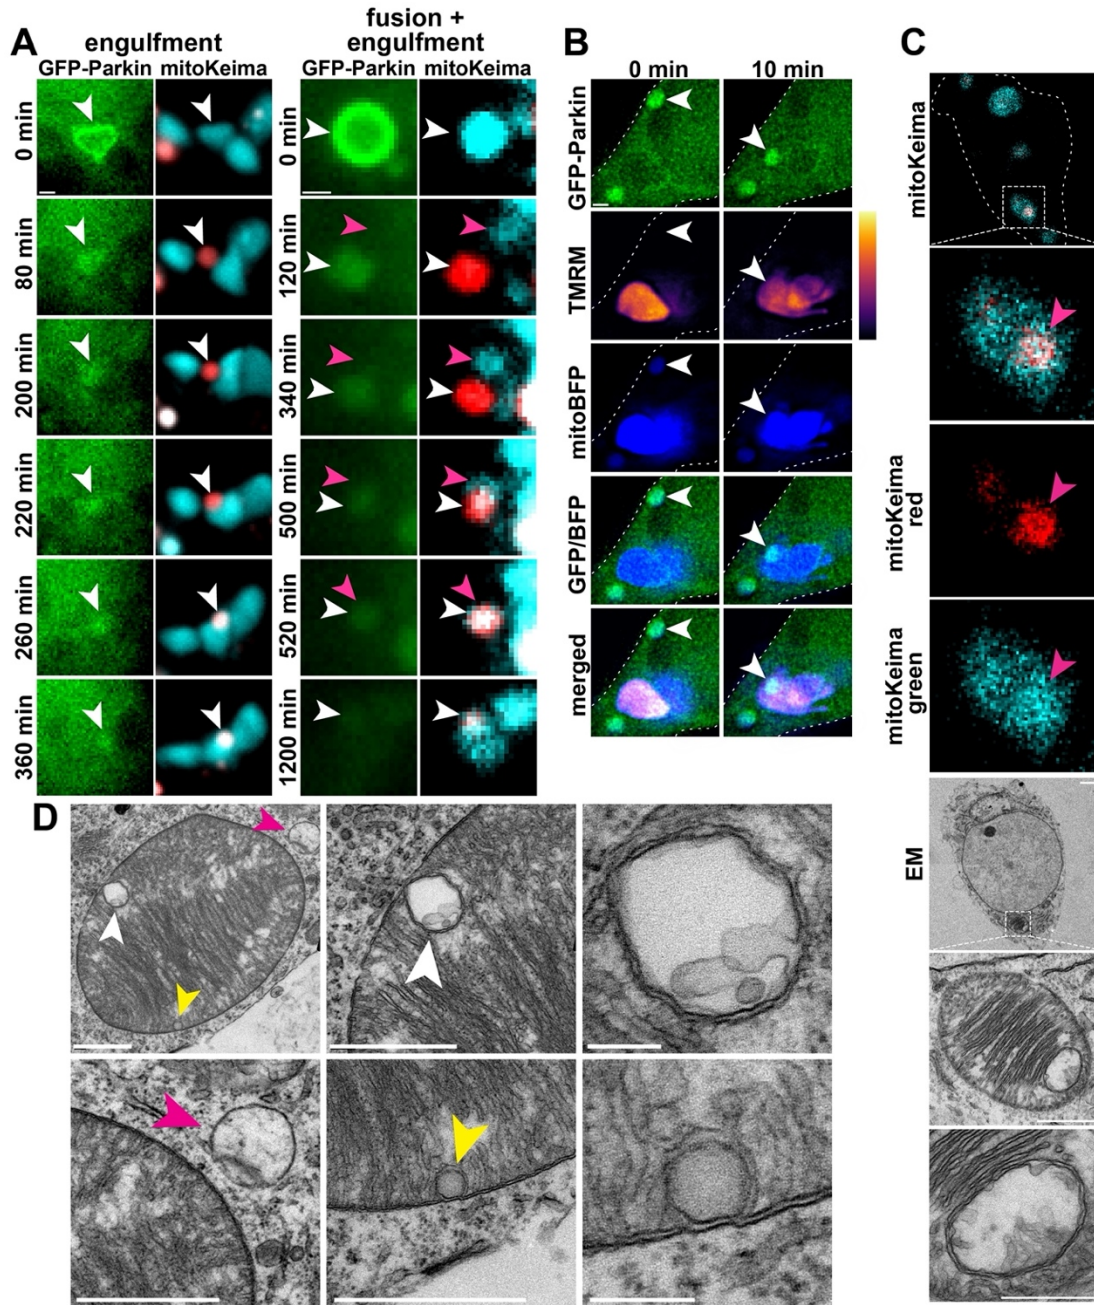 A
engulfment
GFP-Parkin mitoKeima
0 min
80 min
200 min
220 min
260 min
360 min
fusion +
engulfment
GFP-Parkin mitoKeima
0 min
120 min
340 min
500 min
520 min
1200 min
B
0 min 10 min
GFP-Parkin
TMRM
mitoBFP
GFP/BFP
merged
C
mitoKeima
mitoKeima
red
mitoKeima
green
EM
D